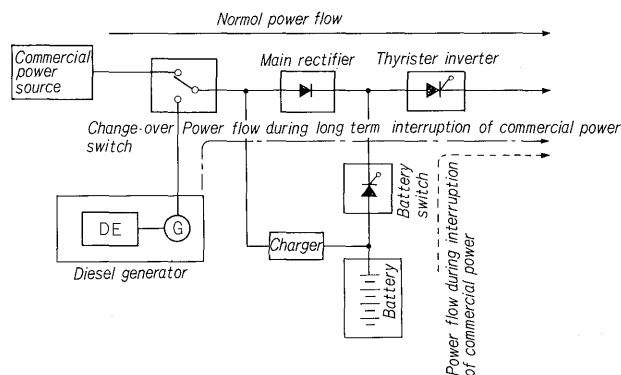 Normol power flow
Commercial
power
source
Main rectifier
Thyrister inverter
Change-over
switch
Power flow during long term interruption of commercial power
Battery
switch
DE
G
Diesel generator
Charger
Battery
Power flow during interruption
of commercial power